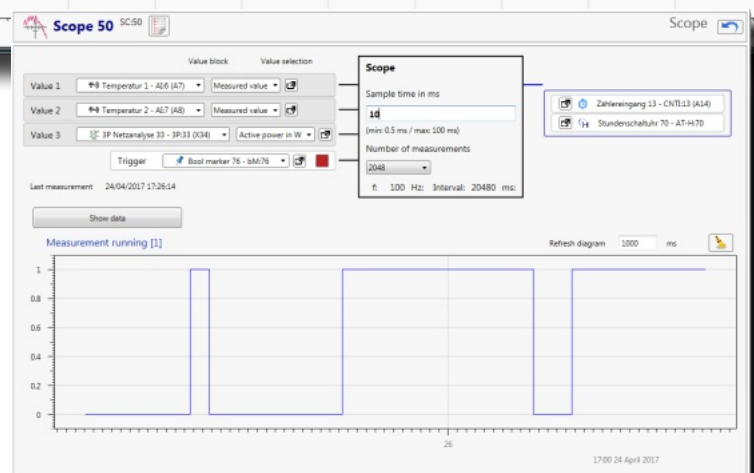 Scope 50 SC:50
Scope
Value block Value selection
Value 1 Temperatur 1 - AI:6 (A7) Measured value
Value 2 Temperatur 2 - AI:7 (A8) Measured value
Value 3 3P Netzanalyse 33 - 3P:33 (X34) Active power in W
Trigger Bool marker 76 - bM:76
Scope
Sample time in ms
10
(min: 0.5 ms / max: 100 ms)
Number of measurements
2048
f: 100 Hz: Interval: 20480 ms:
Zählereingang 13 - CNTI:13 (A14)
Stundenschaltuhr 70 - AT-H:70
Last measurement 24/04/2017 17:26:14
Show data
Measurement running [1]
Refresh diagram 1000 ms
1
0.8
0.6
0.4
0.2
0
26
17:00 24 April 2017